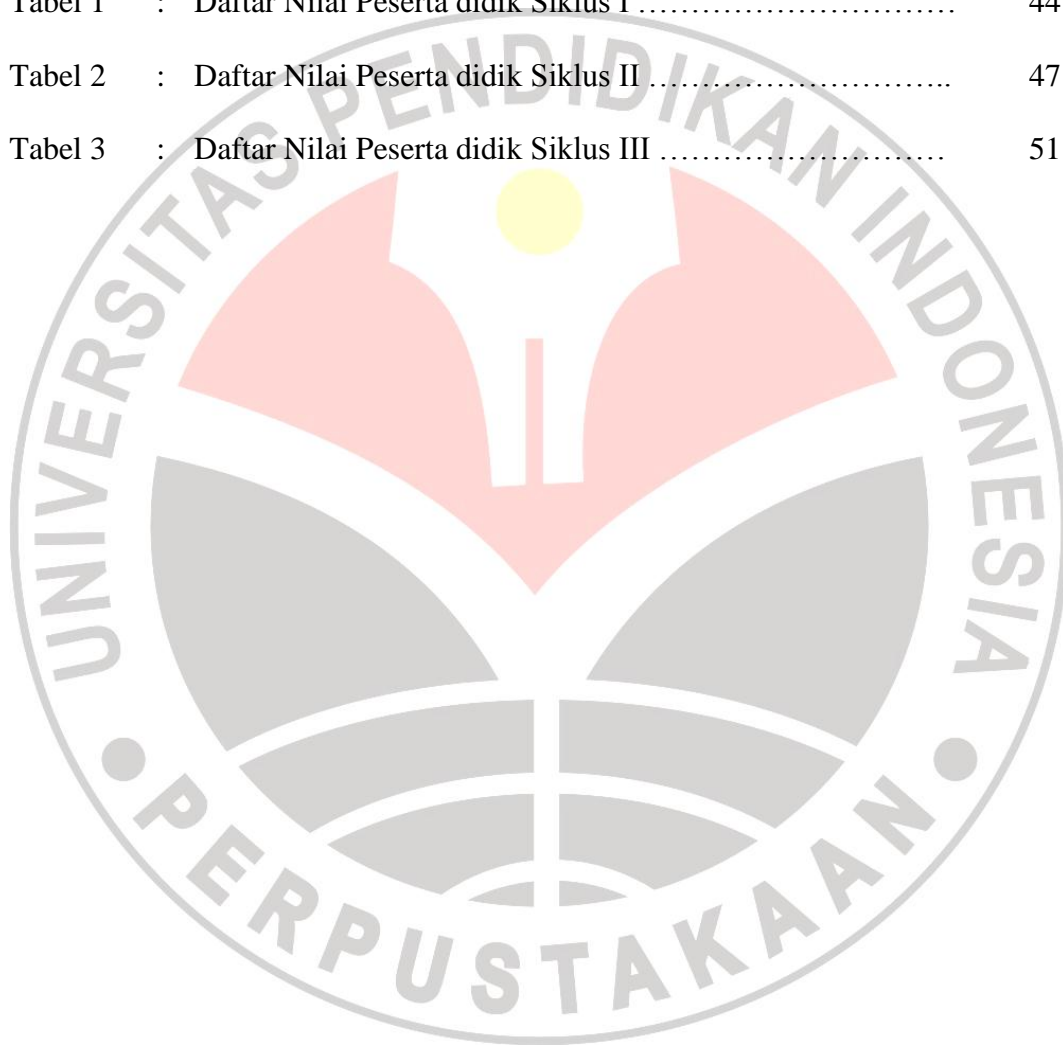 Tabel 1 : Daftar Nilai Peserta didik Siklus I ………………………… 44
Tabel 2 : Daftar Nilai Peserta didik Siklus II ……………………….. 47
Tabel 3 : Daftar Nilai Peserta didik Siklus III ……………………… 51
UNIVERSITAS PENDIDIKAN INDONESIA
PERPUSTAKAAN